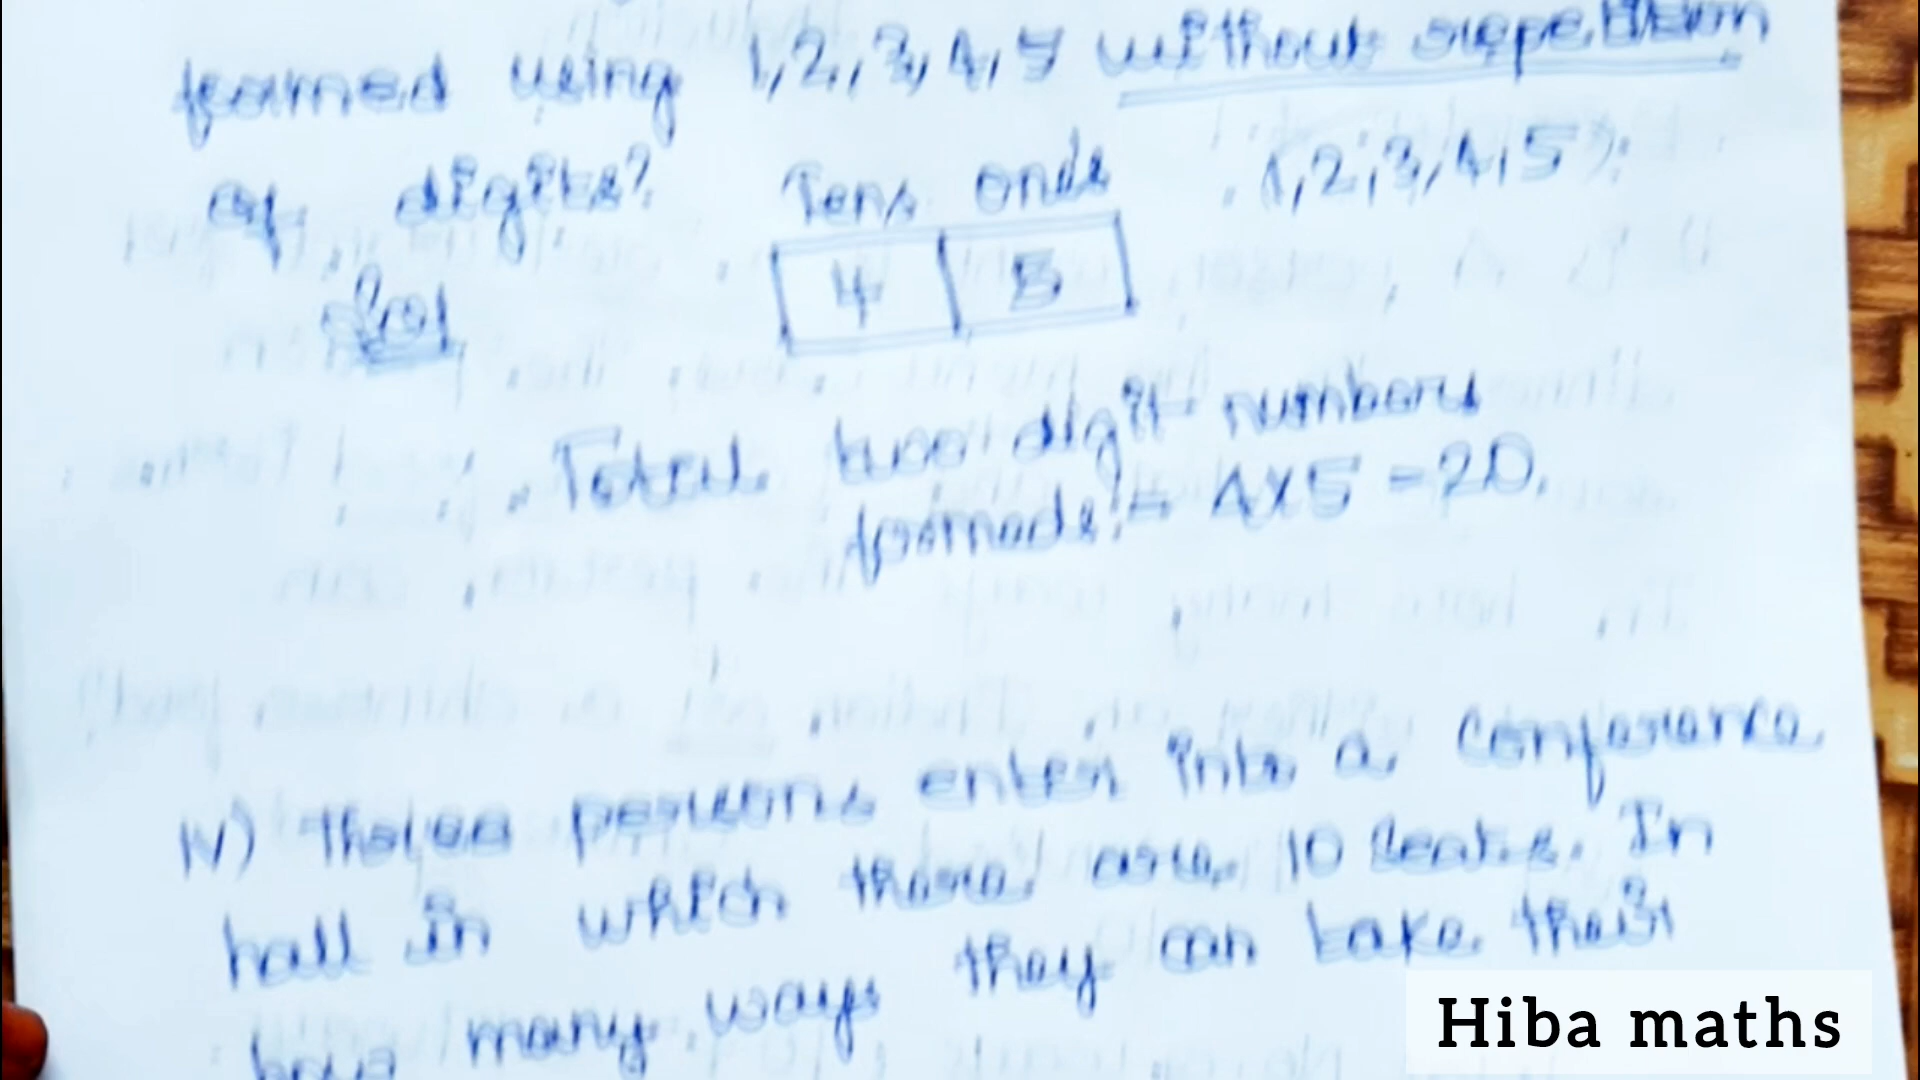 formed using 1,2,3,4,5 without repetition
of digits? Tens ones 1,2,3,4,5
Sol 4 5
Total two digit numbers
formed = 4x5 = 20.
IV) Three persons enter into a conference
hall in which there are 10 seats. In
how many ways they can take their
Hiba maths